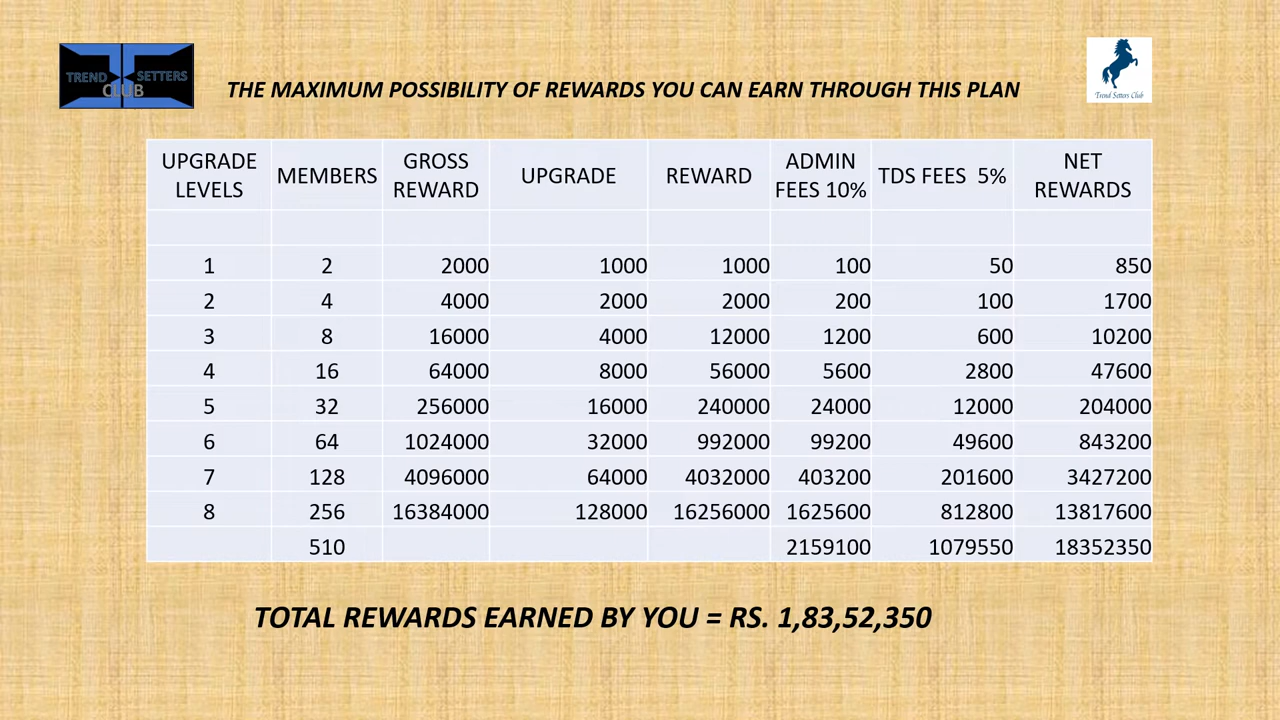 TREND SETTERS
CLUB
THE MAXIMUM POSSIBILITY OF REWARDS YOU CAN EARN THROUGH THIS PLAN
Trend Setters Club
UPGRADE LEVELS MEMBERS GROSS REWARD UPGRADE REWARD ADMIN FEES 10% TDS FEES 5% NET REWARDS
1 2 2000 1000 1000 100 50 850
2 4 4000 2000 2000 200 100 1700
3 8 16000 4000 12000 1200 600 10200
4 16 64000 8000 56000 5600 2800 47600
5 32 256000 16000 240000 24000 12000 204000
6 64 1024000 32000 992000 99200 49600 843200
7 128 4096000 64000 4032000 403200 201600 3427200
8 256 16384000 128000 16256000 1625600 812800 13817600
510 2159100 1079550 18352350
TOTAL REWARDS EARNED BY YOU = RS. 1,83,52,350